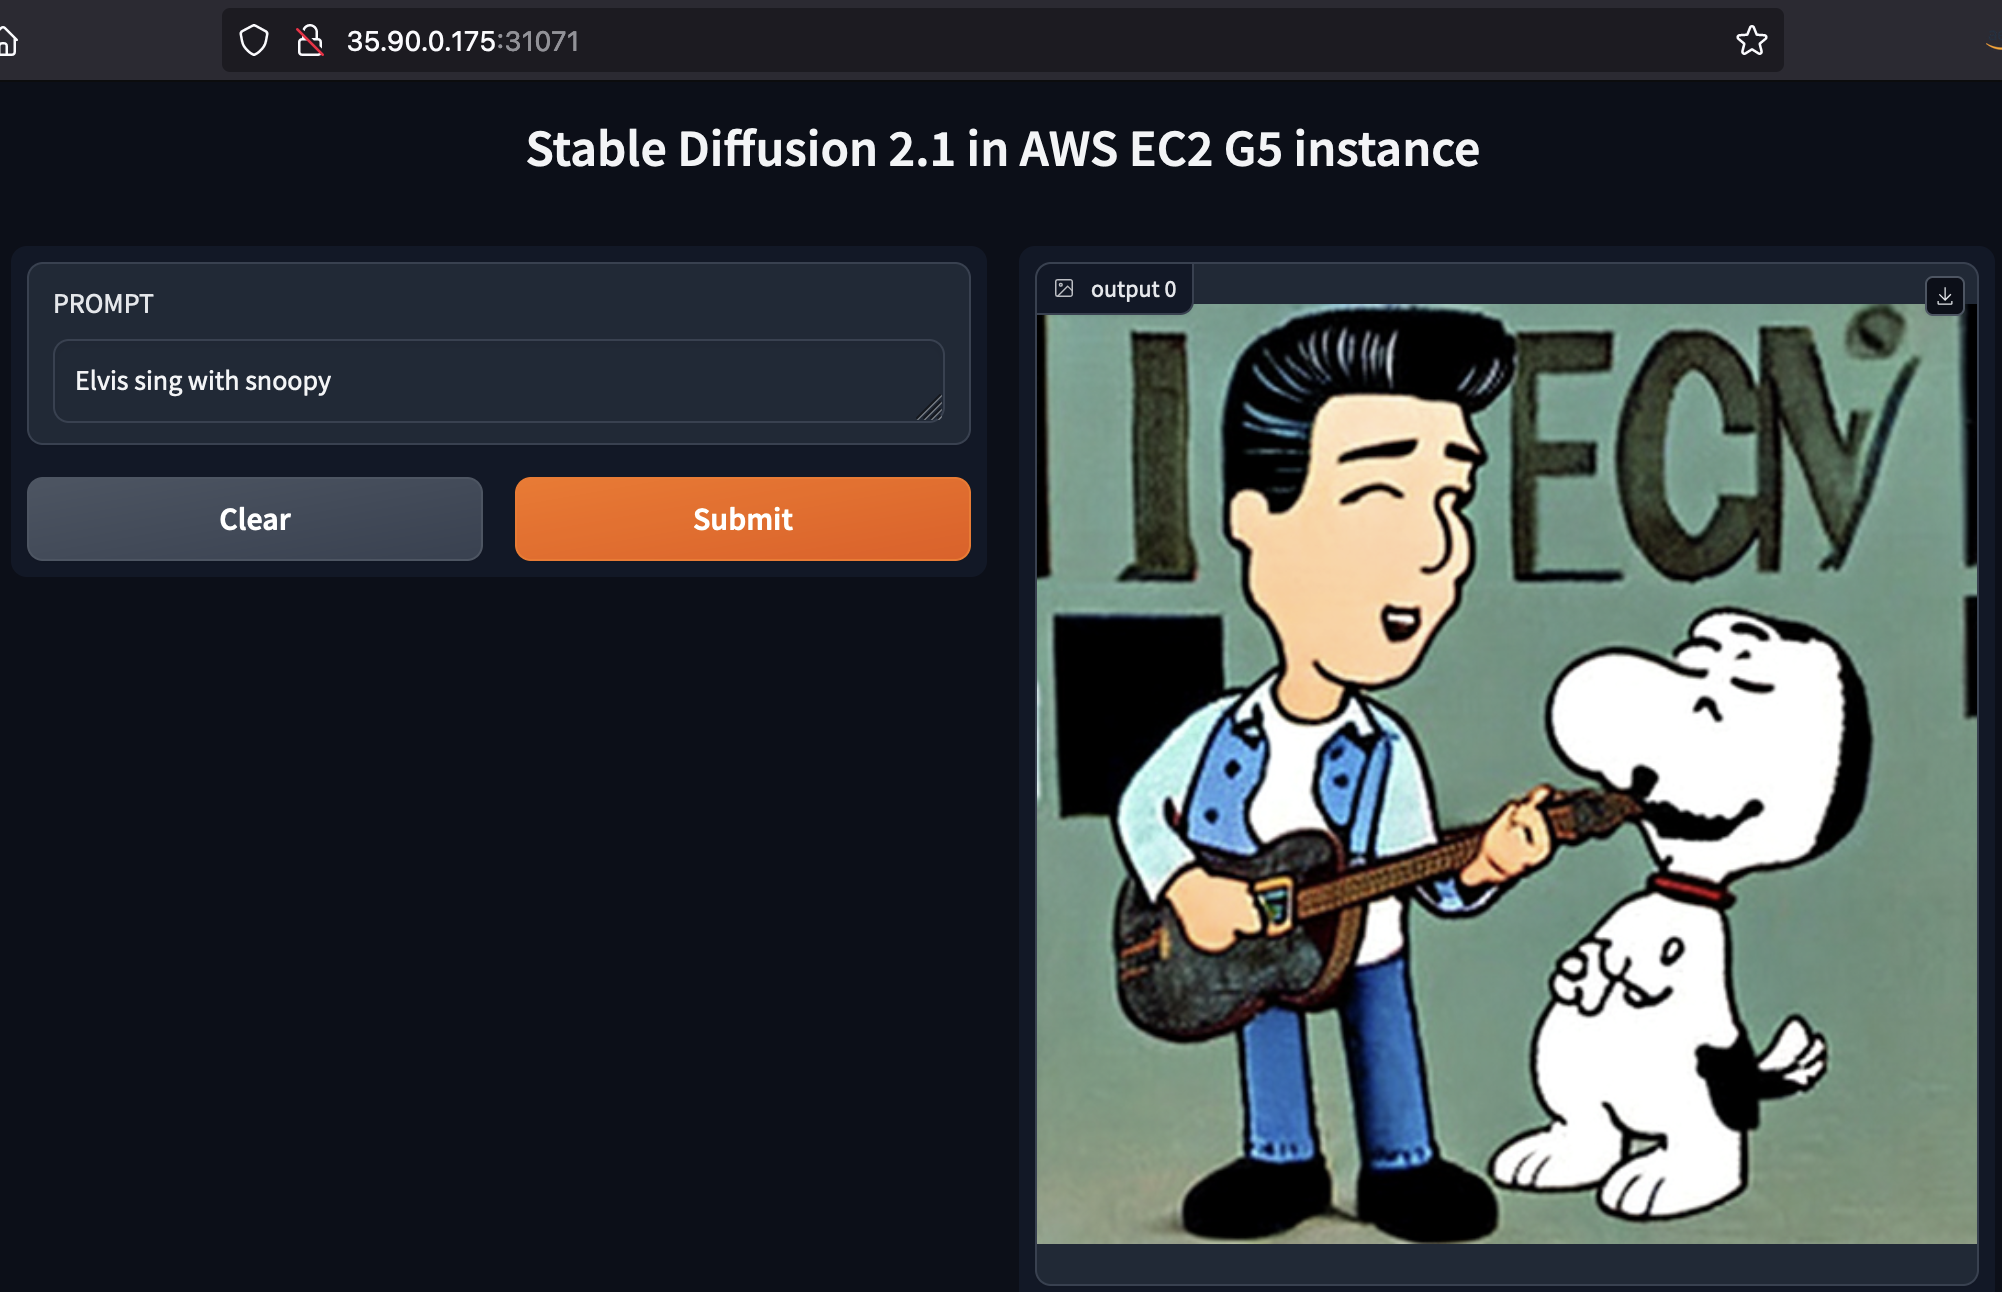 35.90.0.175:31071
Stable Diffusion 2.1 in AWS EC2 G5 instance
PROMPT
Elvis sing with snoopy
Clear
Submit
output 0